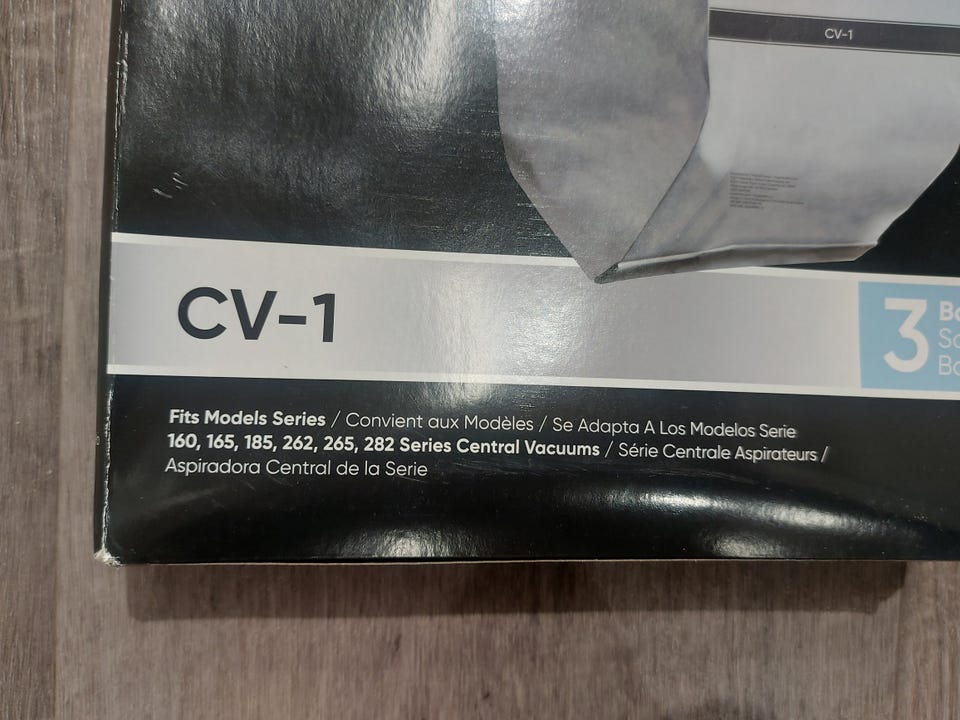 CV-1
CV-1
3
Fits Models Series / Convient aux Modèles / Se Adapta A Los Modelos Serie
160, 165, 185, 262, 265, 282 Series Central Vacuums / Série Centrale Aspirateurs /
Aspiradora Central de la Serie